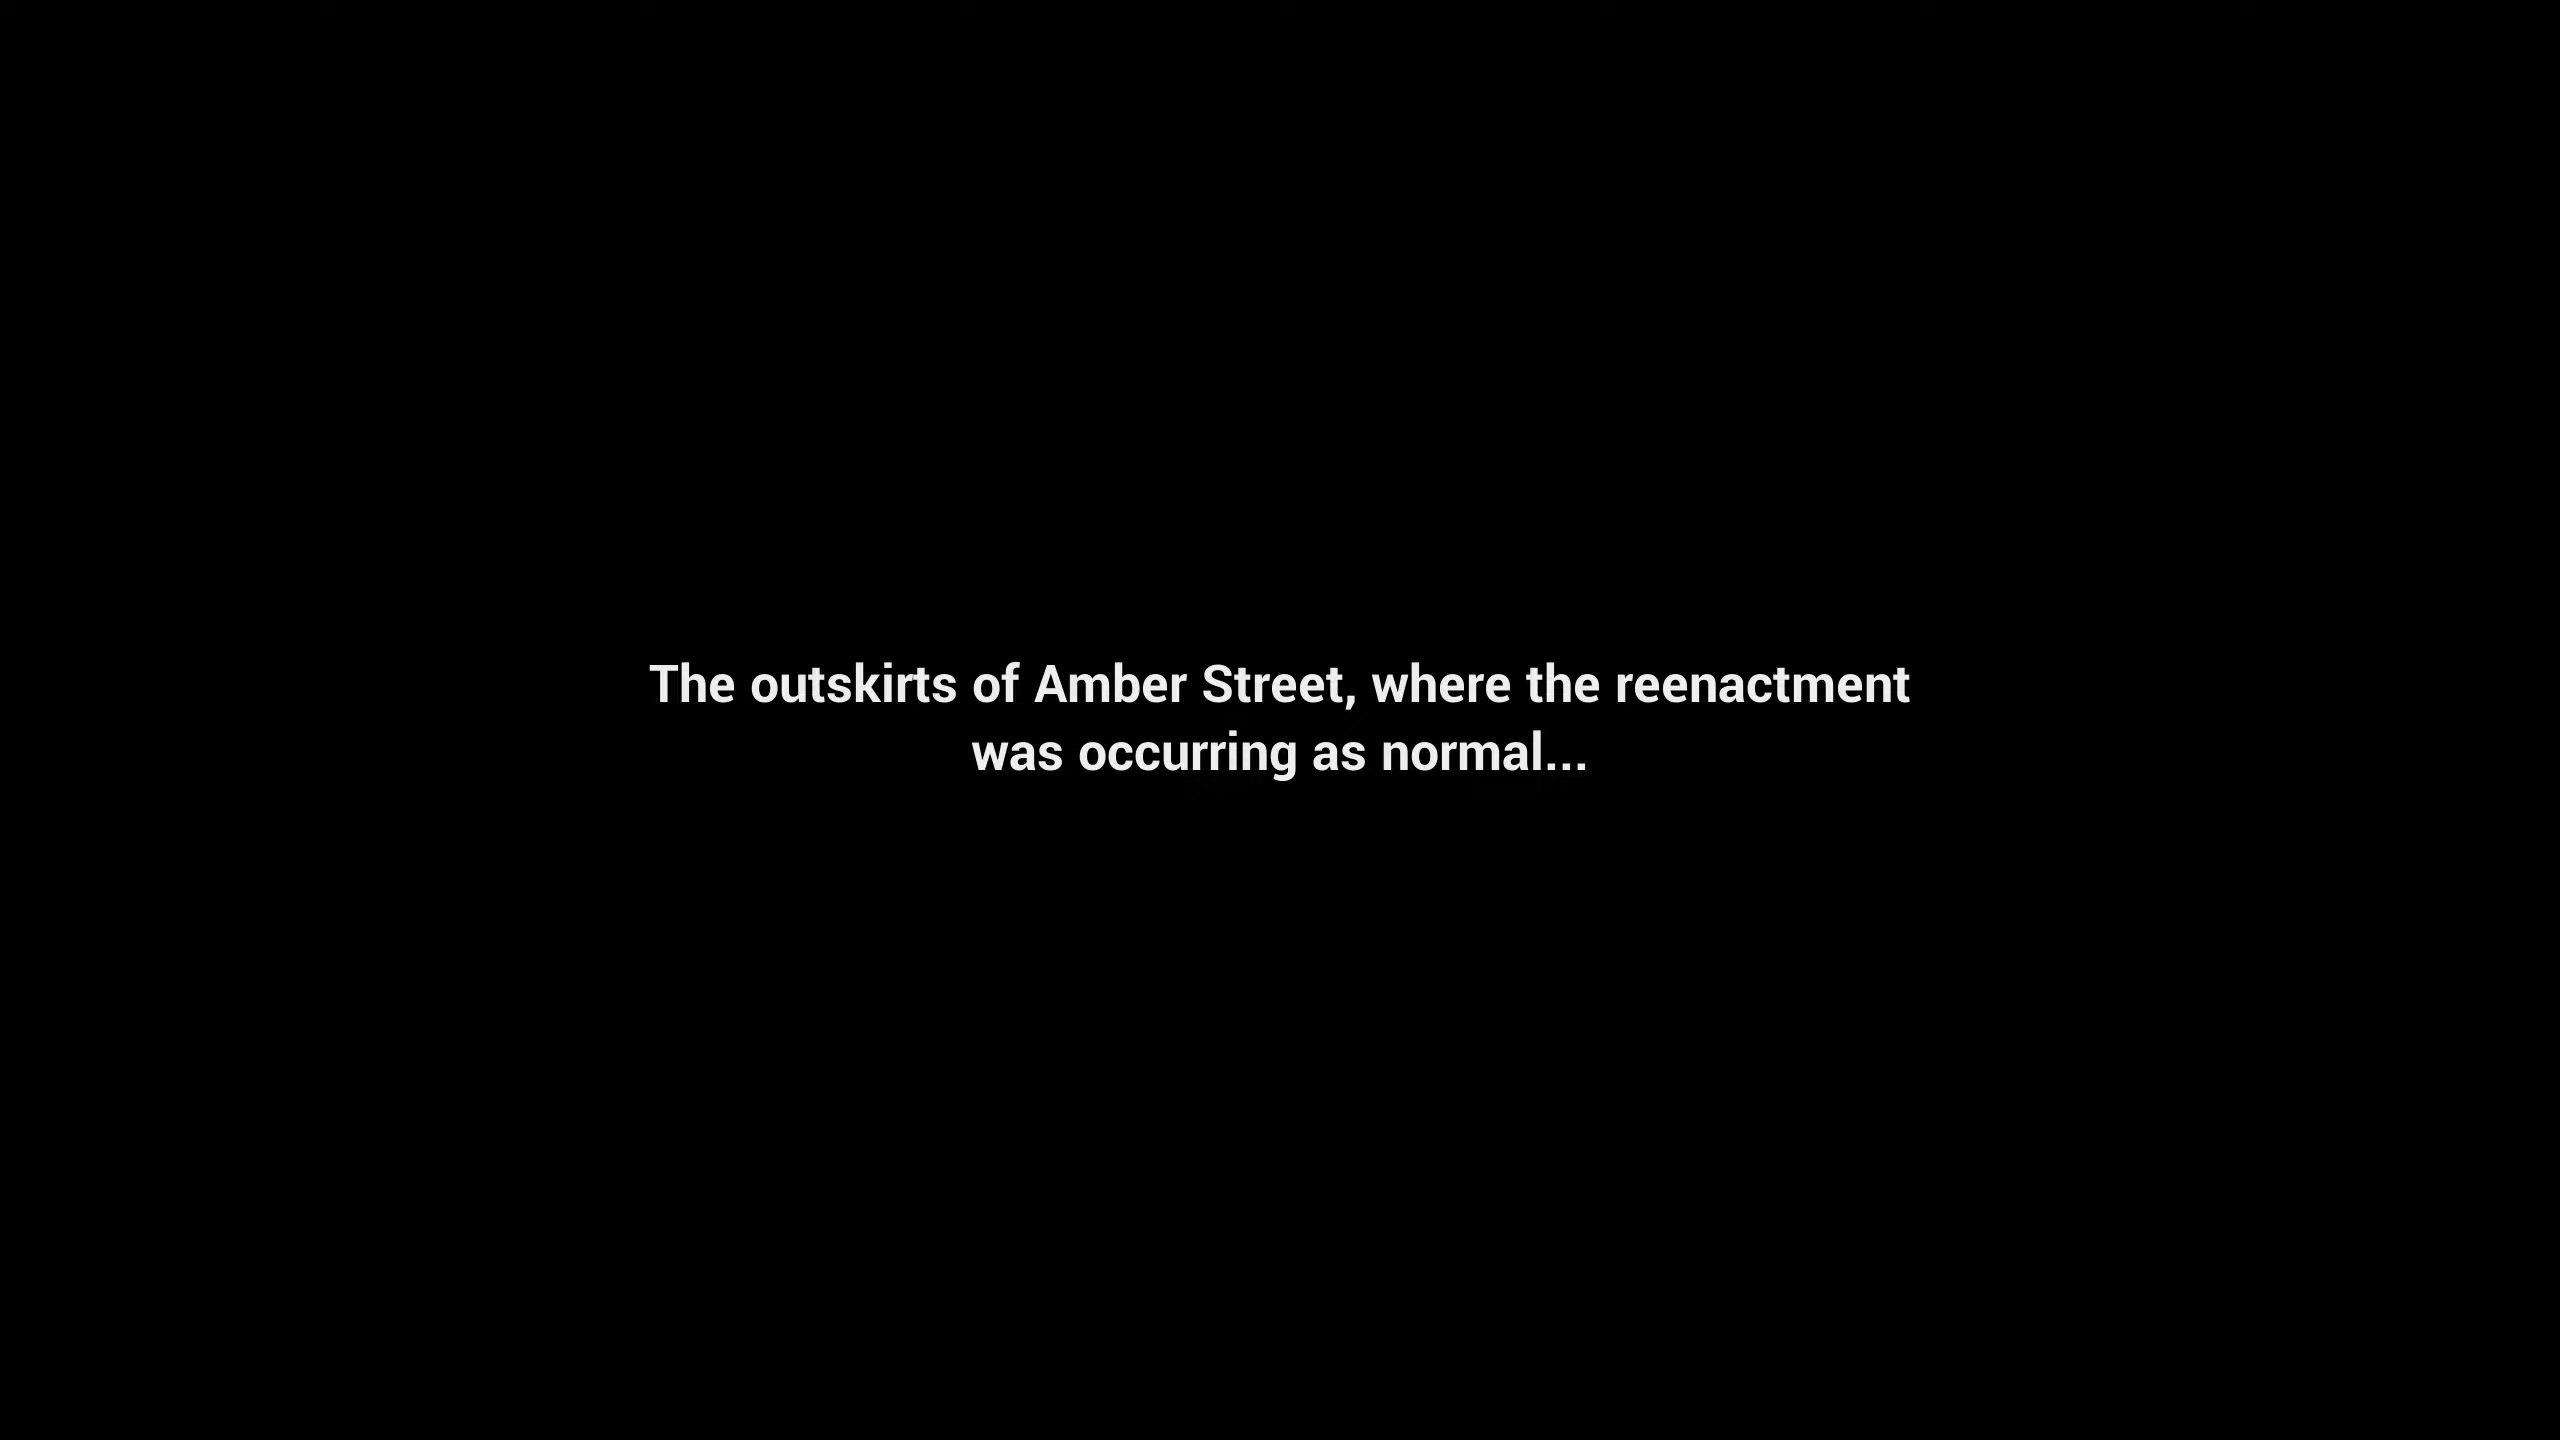 The outskirts of Amber Street, where the reenactment
was occurring as normal...